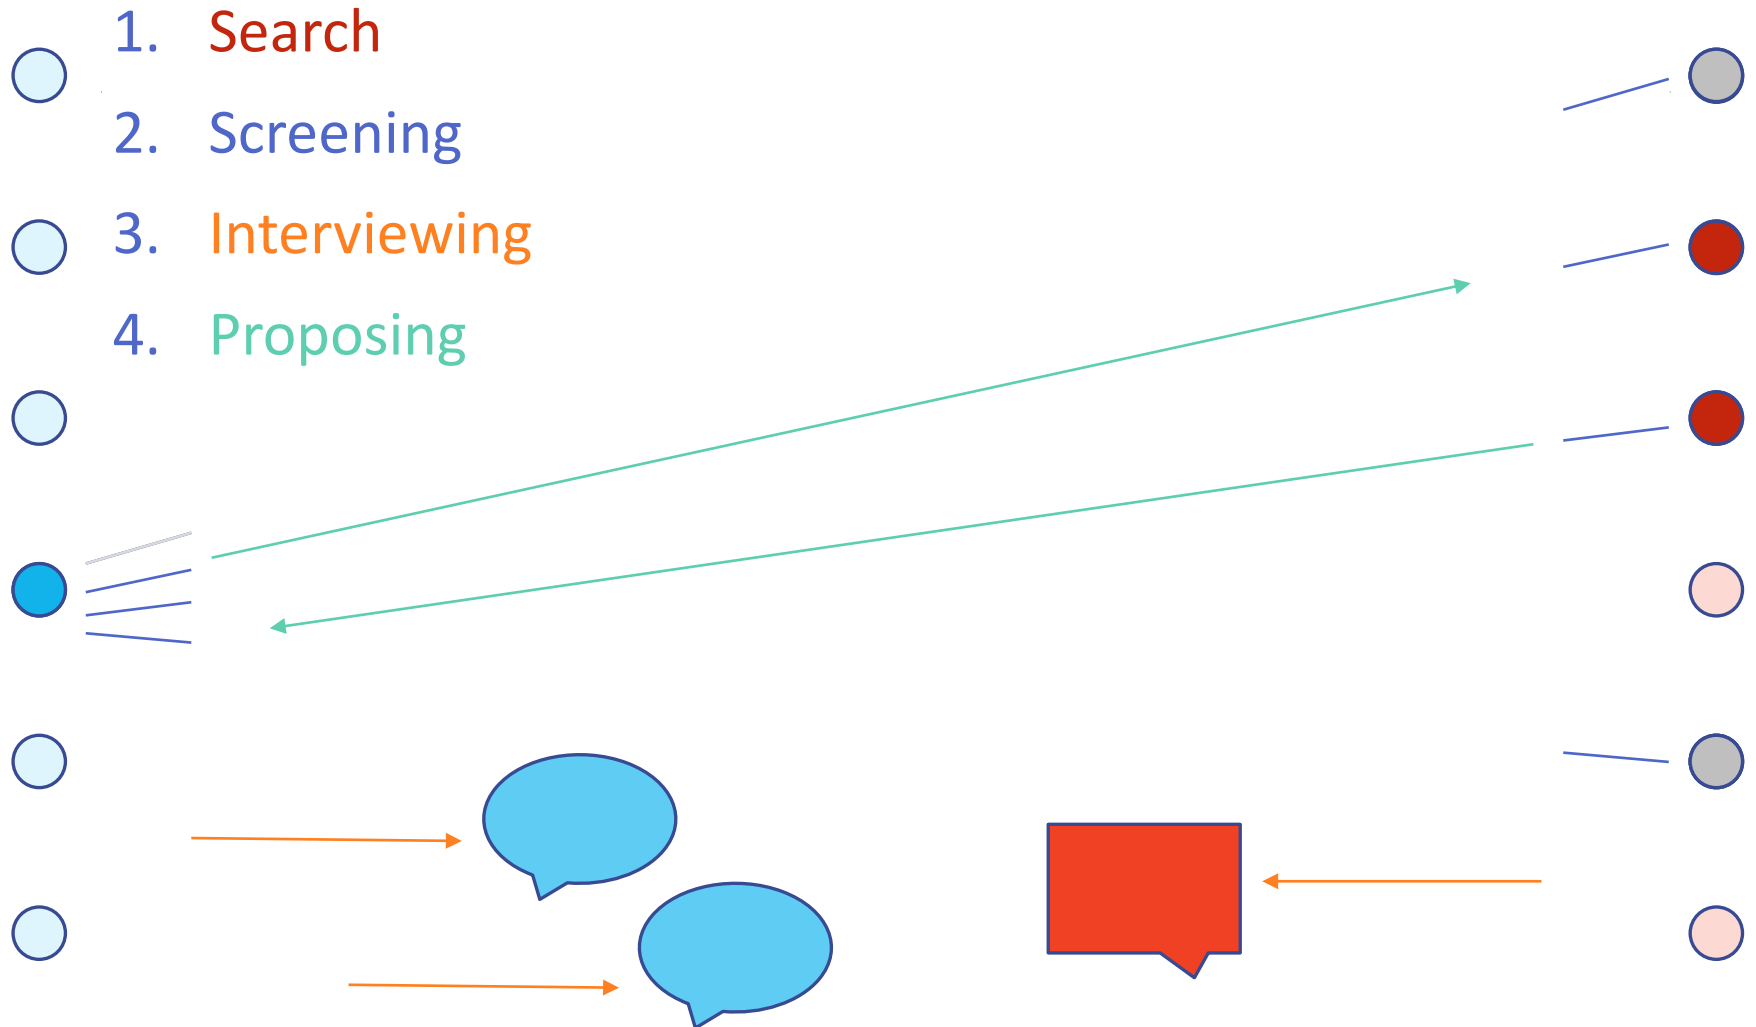 1. Search
2. Screening
3. Interviewing
4. Proposing